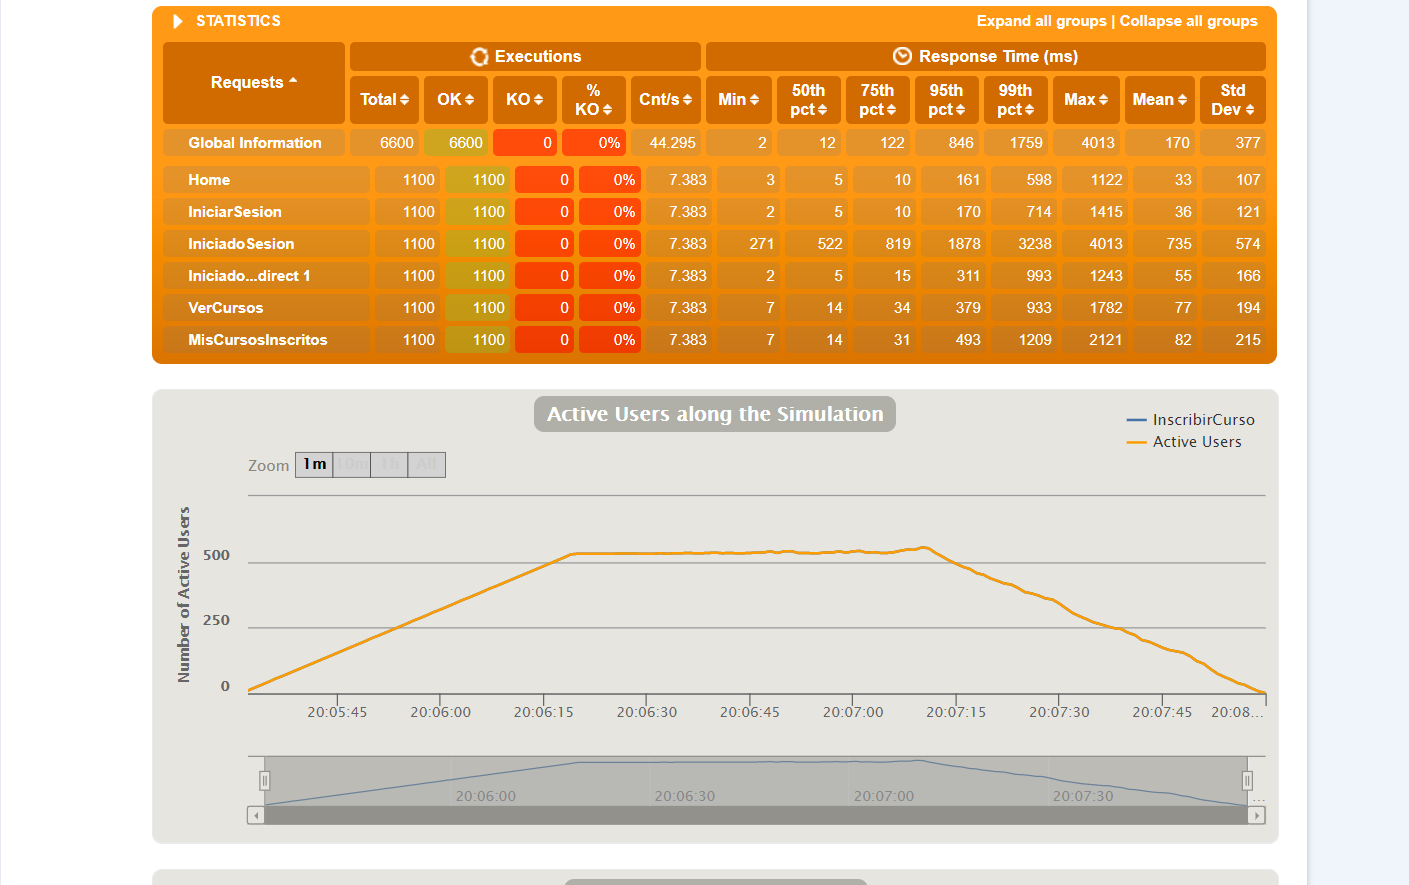 STATISTICS Expand all groups | Collapse all groups
Requests Executions Response Time (ms)
Total OK KO % KO Cnt/s Min 50th pct 75th pct 95th pct 99th pct Max Mean Std Dev
Global Information 6600 6600 0 0% 44.295 2 12 122 846 1759 4013 170 377
Home 1100 1100 0 0% 7.383 3 5 10 161 598 1122 33 107
IniciarSesion 1100 1100 0 0% 7.383 2 5 10 170 714 1415 36 121
IniciadoSesion 1100 1100 0 0% 7.383 271 522 819 1878 3238 4013 735 574
Iniciado...direct 1 1100 1100 0 0% 7.383 2 5 15 311 993 1243 55 166
VerCursos 1100 1100 0 0% 7.383 7 14 34 379 933 1782 77 194
MisCursosInscritos 1100 1100 0 0% 7.383 7 14 31 493 1209 2121 82 215
Active Users along the Simulation
InscribirCurso
Active Users
Zoom 1m 10m 1h All
Number of Active Users
500
250
0
20:05:45 20:06:00 20:06:15 20:06:30 20:06:45 20:07:00 20:07:15 20:07:30 20:07:45 20:08...
20:06:00 20:06:30 20:07:00 20:07:30 ...